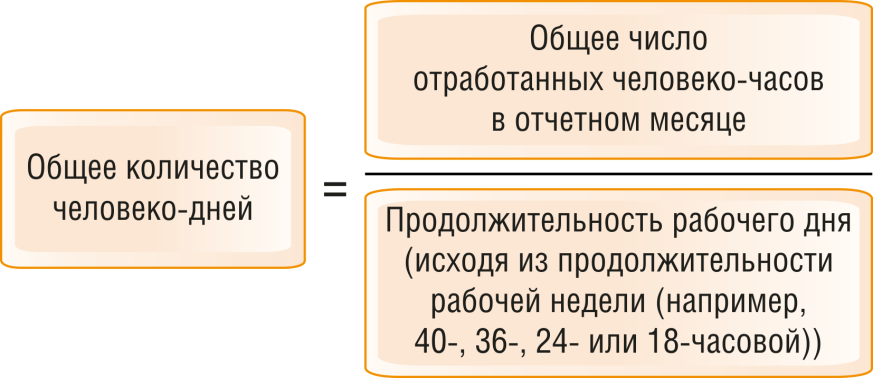 Общее количество
человеко-дней
=
Общее число
отработанных человеко-часов
в отчетном месяце
Продолжительность рабочего дня
(исходя из продолжительности
рабочей недели (например,
40-, 36-, 24- или 18-часовой))